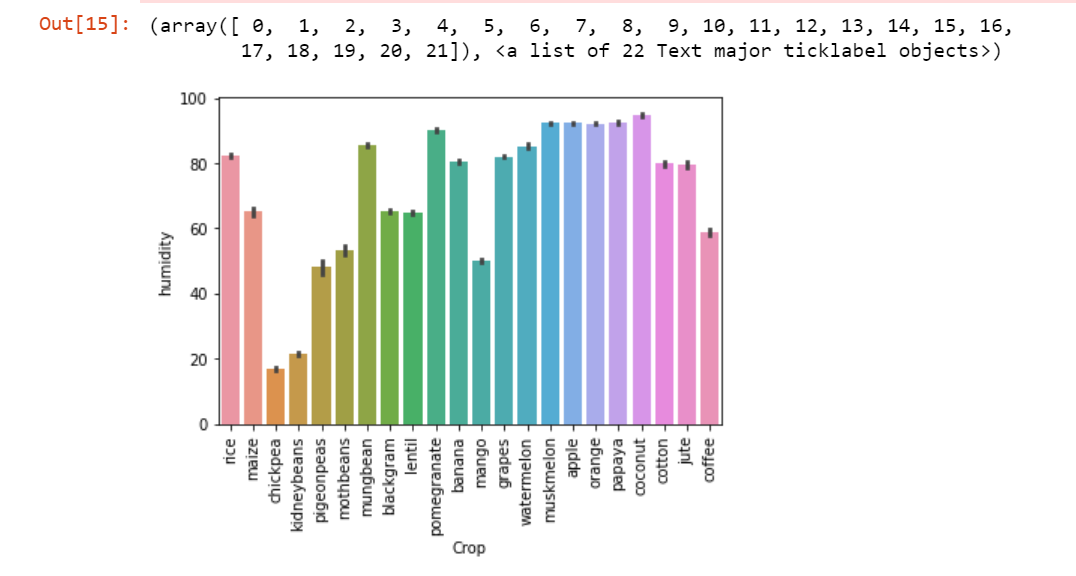 Out[15]: (array([ 0,  1,  2,  3,  4,  5,  6,  7,  8,  9, 10, 11, 12, 13, 14, 15, 16,
17, 18, 19, 20, 21]), <a list of 22 Text major ticklabel objects>)
100
80
60
40
20
0
humidity
rice
maize
chickpea
kidneybeans
pigeonpeas
mothbeans
mungbean
blackgram
lentil
pomegranate
banana
mango
grapes
watermelon
muskmelon
apple
orange
papaya
coconut
cotton
jute
coffee
Crop